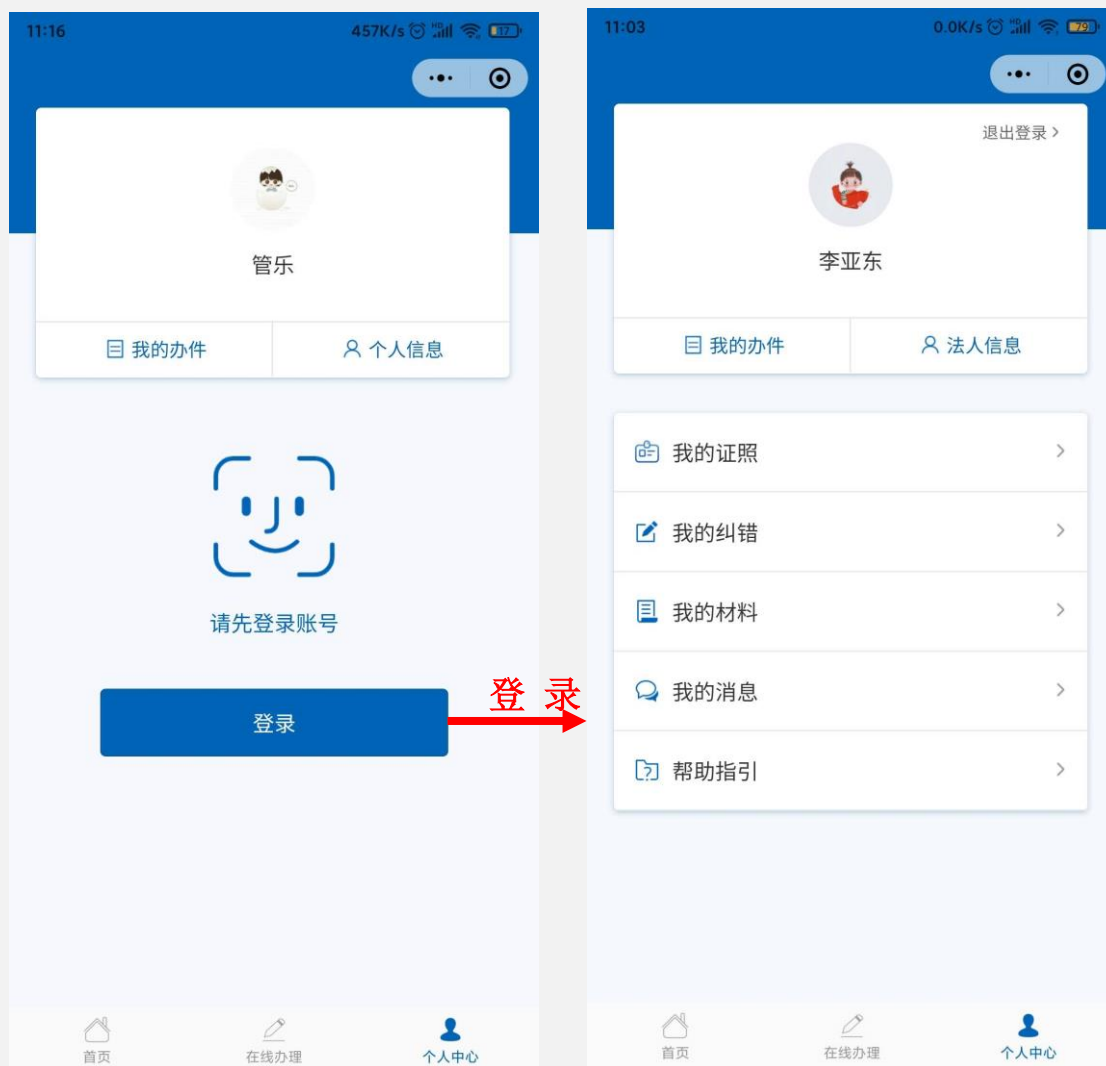 11:16 457K/s HD 17
管乐
我的办件 个人信息
请先登录账号
登录
首页 在线办理 个人中心
登 录
11:03 0.0K/s HD 79
退出登录 >
李亚东
我的办件 法人信息
我的证照 >
我的纠错 >
我的材料 >
我的消息 >
帮助指引 >
首页 在线办理 个人中心